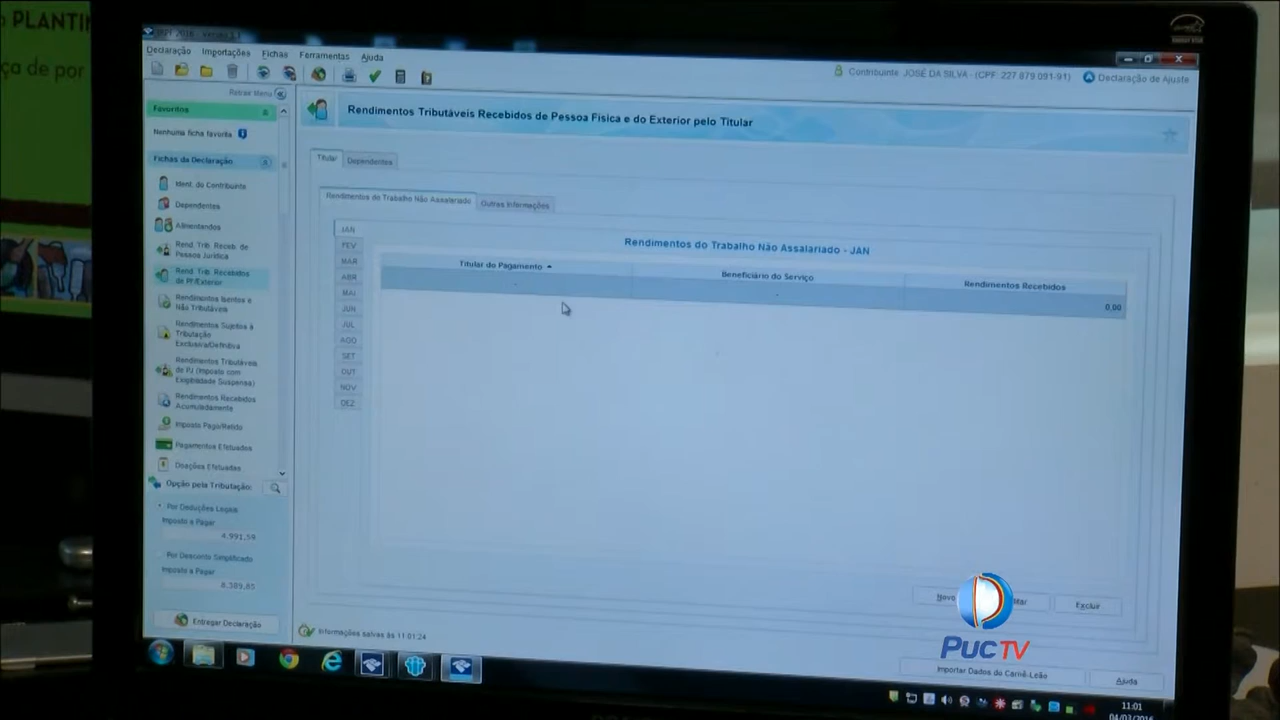 PLANTI
ça de por
Declaração Importações Fichas Ferramentas Ajuda
Contribuinte JOSÉ DA SILVA - (CPF: 227.879.091-91) Declaração de Ajuste
Retrair Menu
Favoritos
Nenhuma ficha favorita
Fichas da Declaração
Ident. do Contribuinte
Dependentes
Alimentandos
Rend. Trib. Receb. de
Pessoa Jurídica
Rend. Trib. Recebidos
de PF/Exterior
Rendimentos Isentos e
Não Tributáveis
Rendimentos Sujeitos à
Tributação
Exclusiva/Definitiva
Rendimentos Tributáveis
de PJ (Imposto com
Exigibilidade Suspensa)
Rendimentos Recebidos
Acumuladamente
Imposto Pago/Retido
Pagamentos Efetuados
Doações Efetuadas
Opção pela Tributação:
Por Deduções Legais
Imposto a Pagar
4.991,59
Por Desconto Simplificado
Imposto a Pagar
8.389,85
Entregar Declaração
Rendimentos Tributáveis Recebidos de Pessoa Física e do Exterior pelo Titular
Titular Dependentes
Rendimentos do Trabalho Não Assalariado Outras Informações
JAN
FEV
MAR
ABR
MAI
JUN
JUL
AGO
SET
OUT
NOV
DEZ
Rendimentos do Trabalho Não Assalariado - JAN
Titular do Pagamento Beneficiário do Serviço Rendimentos Recebidos
0,00
Novo Excluir
PUC TV
Importar Dados do Carnê-Leão Ajuda
Informações salvas às 11:01:24
11:01
04/03/2016